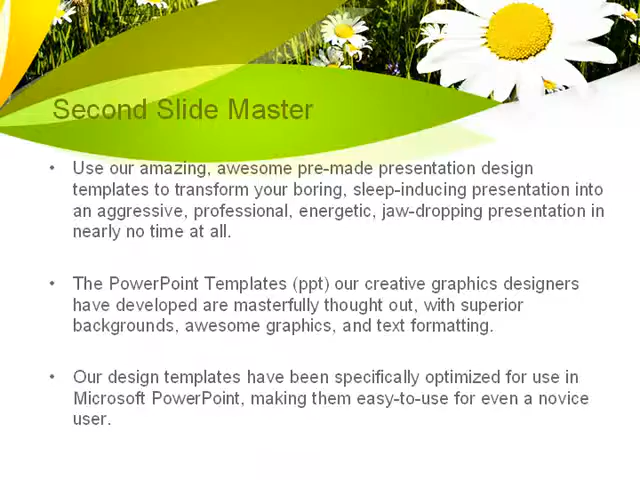 Second Slide Master
• Use our amazing, awesome pre-made presentation design
templates to transform your boring, sleep-inducing presentation into
an aggressive, professional, energetic, jaw-dropping presentation in
nearly no time at all.
• The PowerPoint Templates (ppt) our creative graphics designers
have developed are masterfully thought out, with superior
backgrounds, awesome graphics, and text formatting.
• Our design templates have been specifically optimized for use in
Microsoft PowerPoint, making them easy-to-use for even a novice
user.